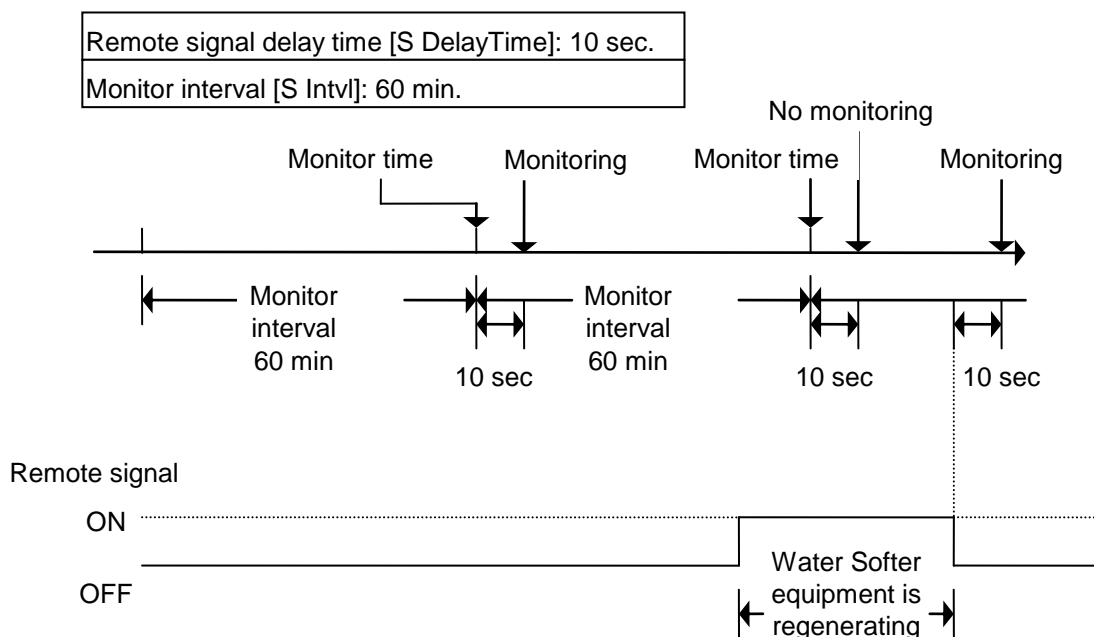 Remote signal delay time [S DelayTime]: 10 sec.
Monitor interval [S Intvl]: 60 min.
No monitoring
Monitor time
Monitoring
Monitor time
Monitoring
Monitor
interval
60 min
10 sec
Monitor
interval
60 min
10 sec
10 sec
Remote signal
ON
OFF
Water Softer
equipment is
regenerating